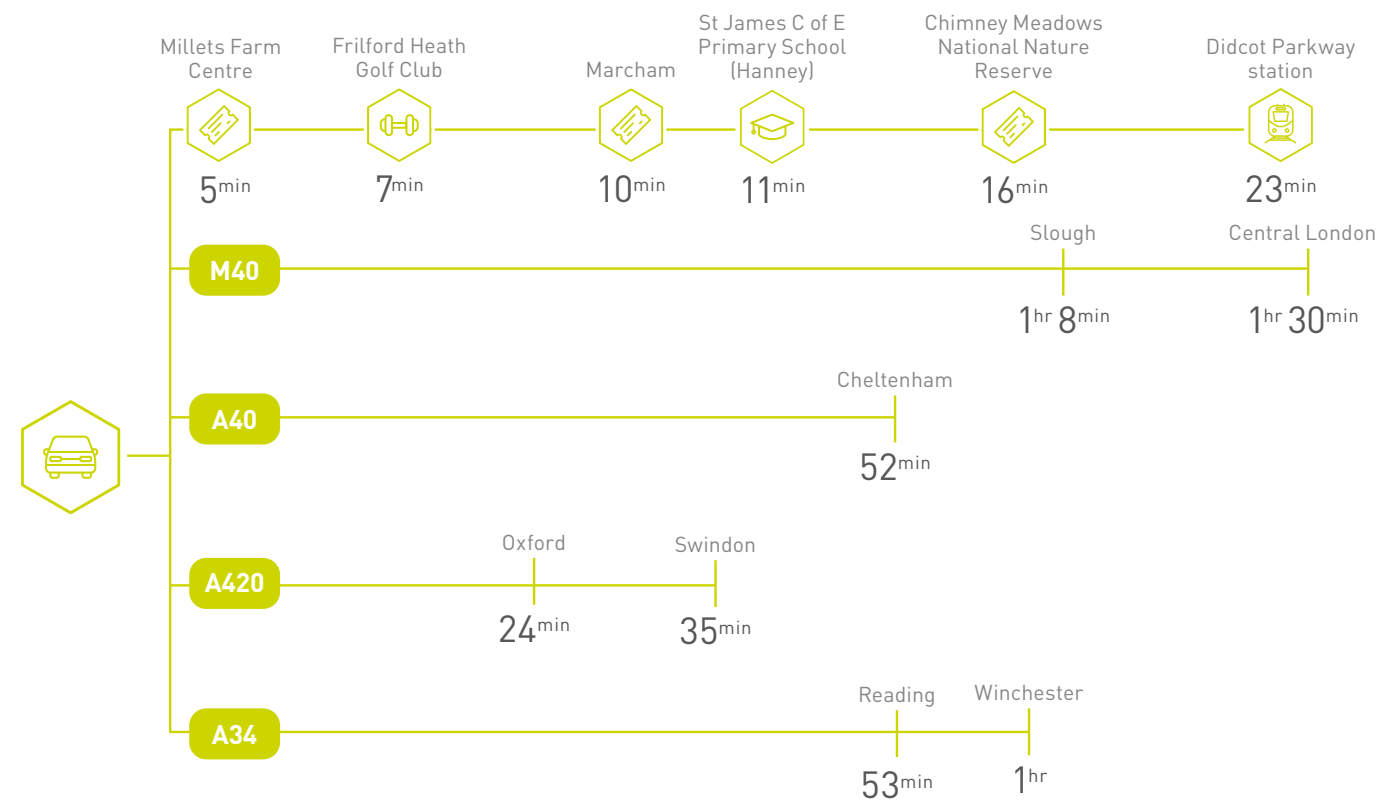 Millets Farm
Centre
Frilford Heath
Golf Club
Marcham
St James C of E
Primary School
(Hanney)
Chimney Meadows
National Nature
Reserve
Didcot Parkway
station
5min
7min
10min
11min
16min
23min
M40
Slough
Central London
1hr 8min
1hr 30min
A40
Cheltenham
52min
A420
Oxford
Swindon
24min
35min
A34
Reading
Winchester
53min
1hr